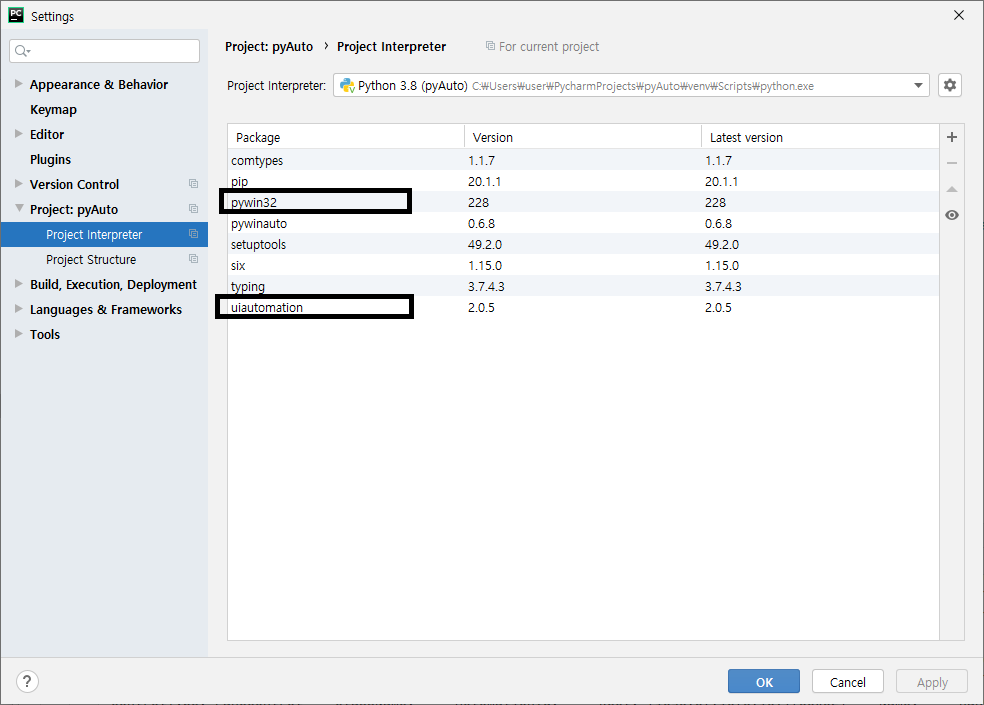 PC
Settings
Project: pyAuto › Project Interpreter For current project
Project Interpreter: Python 3.8 (pyAuto) C:₩Users₩user₩PycharmProjects₩pyAuto₩venv₩Scripts₩python.exe
Appearance & Behavior
Keymap
Editor
Plugins
Version Control
Project: pyAuto
Project Interpreter
Project Structure
Build, Execution, Deployment
Languages & Frameworks
Tools
Package Version Latest version
comtypes 1.1.7 1.1.7
pip 20.1.1 20.1.1
pywin32 228 228
pywinauto 0.6.8 0.6.8
setuptools 49.2.0 49.2.0
six 1.15.0 1.15.0
typing 3.7.4.3 3.7.4.3
uiautomation 2.0.5 2.0.5
? OK Cancel Apply